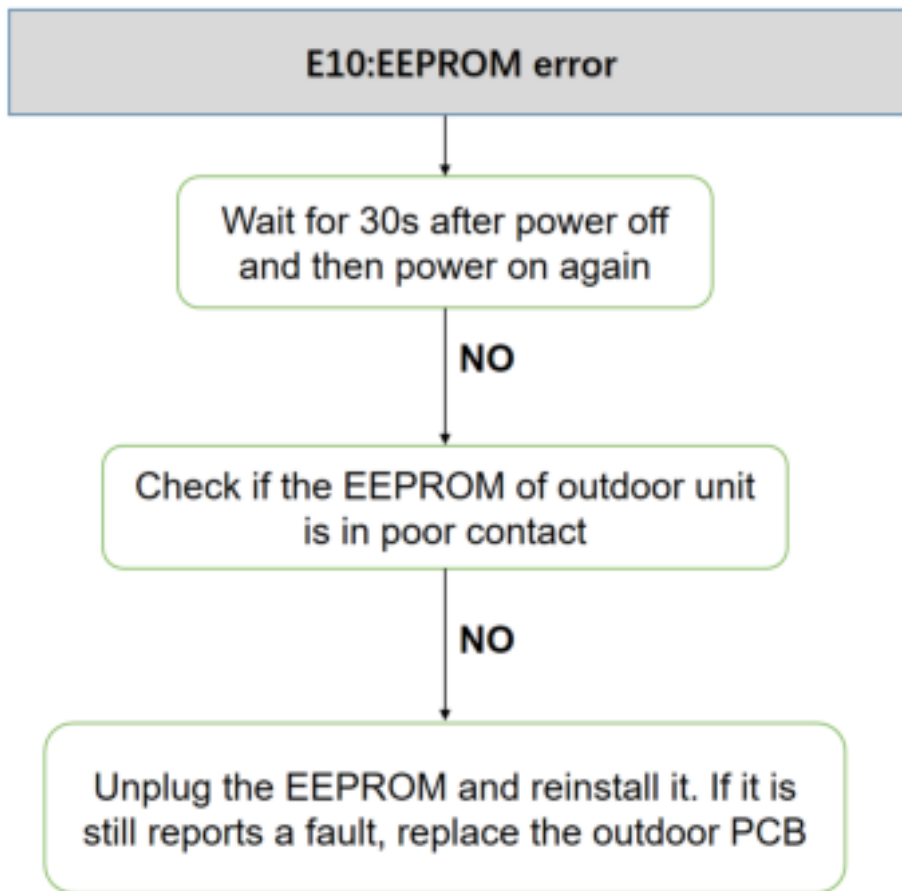 E10:EEPROM error
Wait for 30s after power off
and then power on again
NO
Check if the EEPROM of outdoor unit
is in poor contact
NO
Unplug the EEPROM and reinstall it. If it is
still reports a fault, replace the outdoor PCB